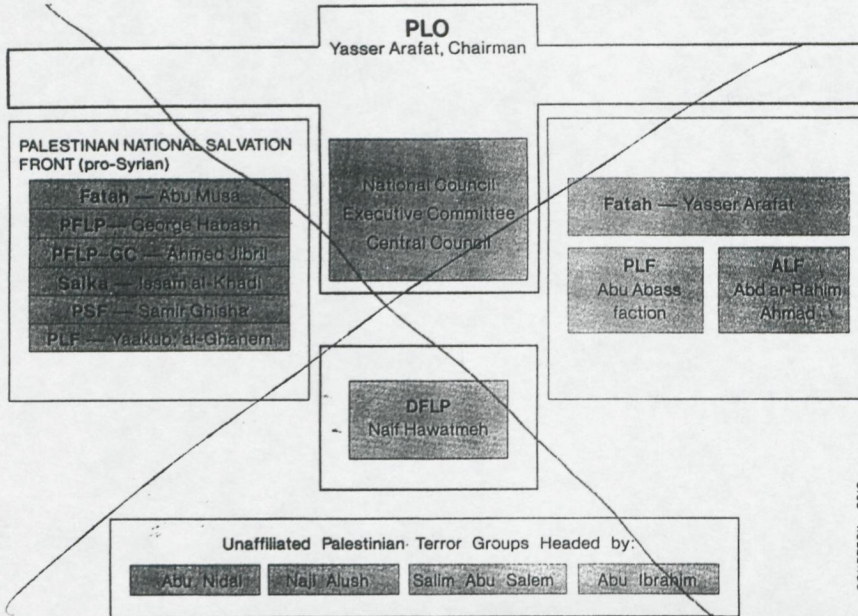 PLO
Yasser Arafat, Chairman
PALESTINAN NATIONAL SALVATION
FRONT (pro-Syrian)
Fatah — Abu Musa
PFLP — George Habash
PFLP-GC — Ahmed Jibril
Saika — Issam al-Khadi
PSF — Samir Ghisha
PLF — Yaakub, al-Ghanem
National Council
Executive Committee
Central Council
Fatah — Yasser Arafat
PLF
Abu Abass
faction
ALF
Abd ar-Rahim
Ahmad
DFLP
Naif Hawatmeh
Unaffiliated Palestinian Terror Groups Headed by:
Abu Nidal
Naji Alush
Salim Abu Salem
Abu Ibrahim